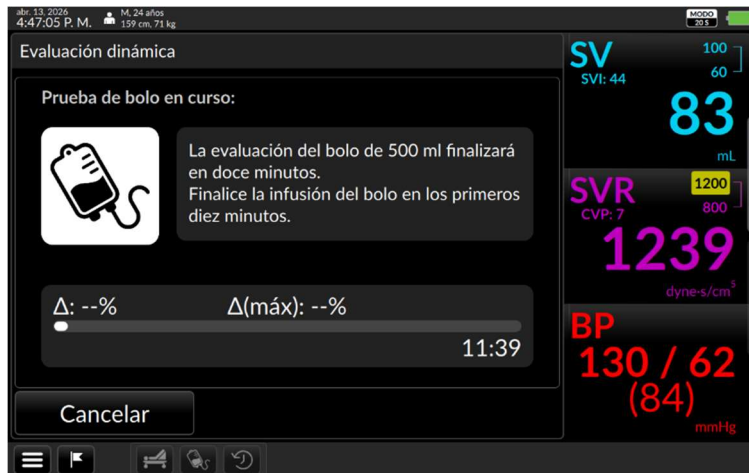 abr. 13, 2026
4:47:05 P. M.
M, 24 años
159 cm, 71 kg
MODO
20 S
Evaluación dinámica
Prueba de bolo en curso:
La evaluación del bolo de 500 ml finalizará
en doce minutos.
Finalice la infusión del bolo en los primeros
diez minutos.
Δ: --%
Δ(máx): --%
11:39
Cancelar
SV
SVI: 44
100
60
83
mL
SVR
CVP: 7
1200
800
1239
dyne-s/cm⁵
BP
130 / 62
(84)
mmHg